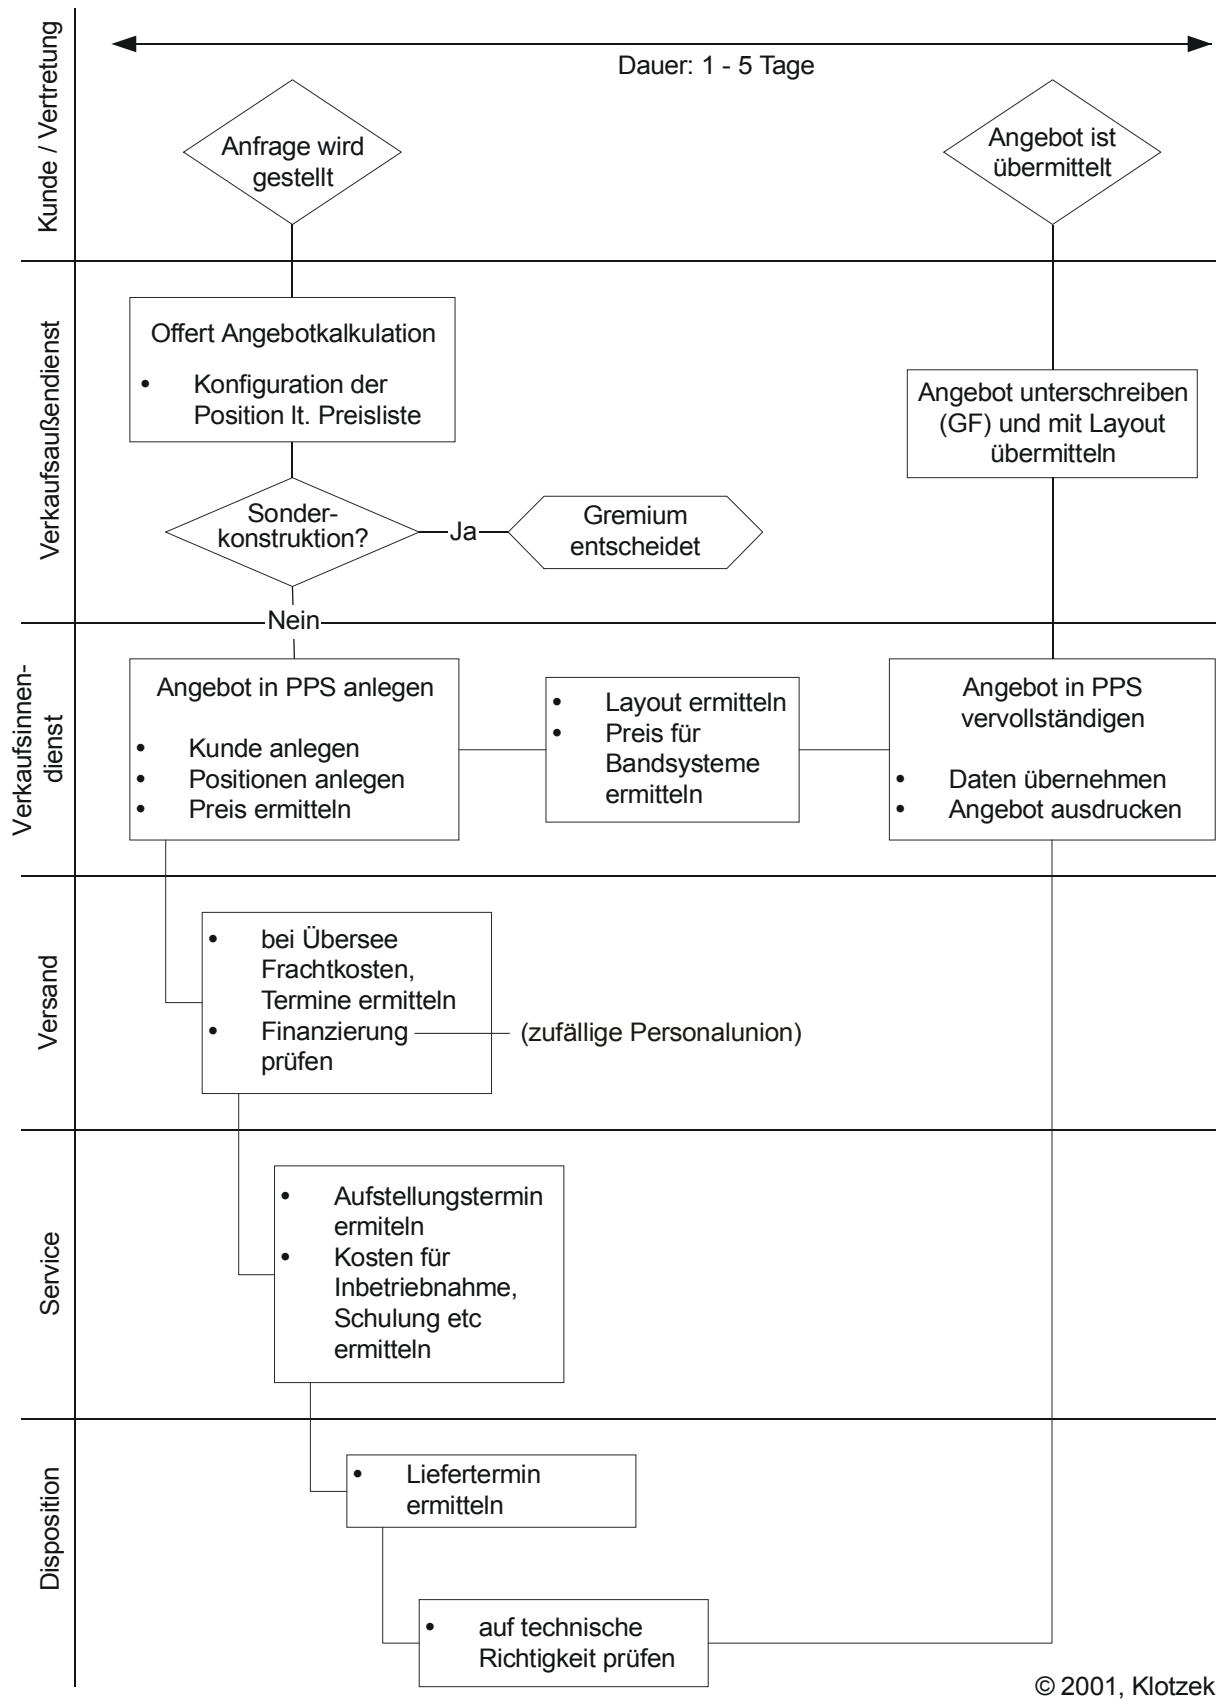 Kunde / Vertretung
Dauer: 1 - 5 Tage
Anfrage wird
gestellt
Angebot ist
übermittelt
Verkaufsaußendienst
Offert Angebotkalkulation
• Konfiguration der
Position lt. Preisliste
Angebot unterschreiben
(GF) und mit Layout
übermitteln
Sonder-
konstruktion?
Ja
Gremium
entscheidet
Nein
Verkaufsinnen-
dienst
Angebot in PPS anlegen
• Kunde anlegen
• Positionen anlegen
• Preis ermitteln
• Layout ermitteln
• Preis für
Bandsysteme
ermitteln
Angebot in PPS
vervollständigen
• Daten übernehmen
• Angebot ausdrucken
Versand
• bei Übersee
Frachtkosten,
Termine ermitteln
• Finanzierung
prüfen
(zufällige Personalunion)
Service
• Aufstellungstermin
ermiteln
• Kosten für
Inbetriebnahme,
Schulung etc
ermitteln
Disposition
• Liefertermin
ermitteln
• auf technische
Richtigkeit prüfen
© 2001, Klotzek